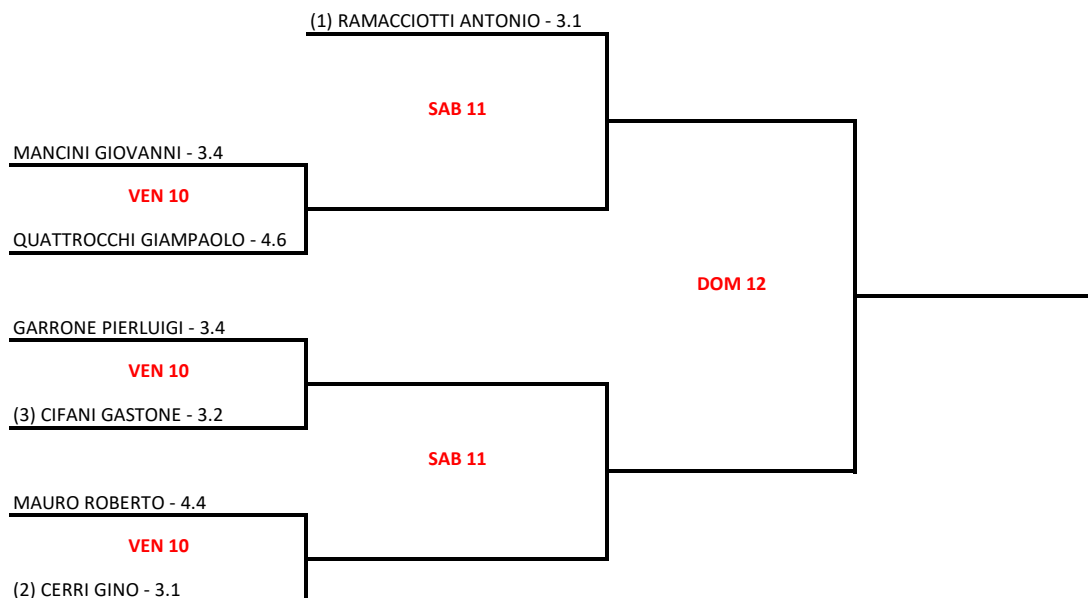 (1) RAMACCIOTTI ANTONIO - 3.1
SAB 11
MANCINI GIOVANNI - 3.4
VEN 10
QUATTROCCHI GIAMPAOLO - 4.6
DOM 12
GARRONE PIERLUIGI - 3.4
VEN 10
(3) CIFANI GASTONE - 3.2
SAB 11
MAURO ROBERTO - 4.4
VEN 10
(2) CERRI GINO - 3.1